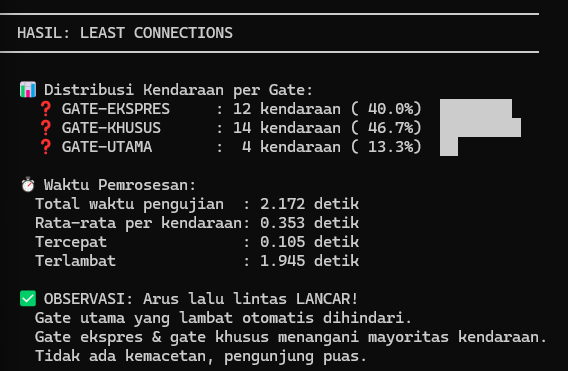 HASIL: LEAST CONNECTIONS
📊 Distribusi Kendaraan per Gate:
❓ GATE-EKSPRES : 12 kendaraan ( 40.0%)
❓ GATE-KHUSUS : 14 kendaraan ( 46.7%)
❓ GATE-UTAMA : 4 kendaraan ( 13.3%)
⏱️ Waktu Pemrosesan:
Total waktu pengujian : 2.172 detik
Rata-rata per kendaraan: 0.353 detik
Tercepat : 0.105 detik
Terlambat : 1.945 detik
✅ OBSERVASI: Arus lalu lintas LANCAR!
Gate utama yang lambat otomatis dihindari.
Gate ekspres & gate khusus menangani mayoritas kendaraan.
Tidak ada kemacetan, pengunjung puas.